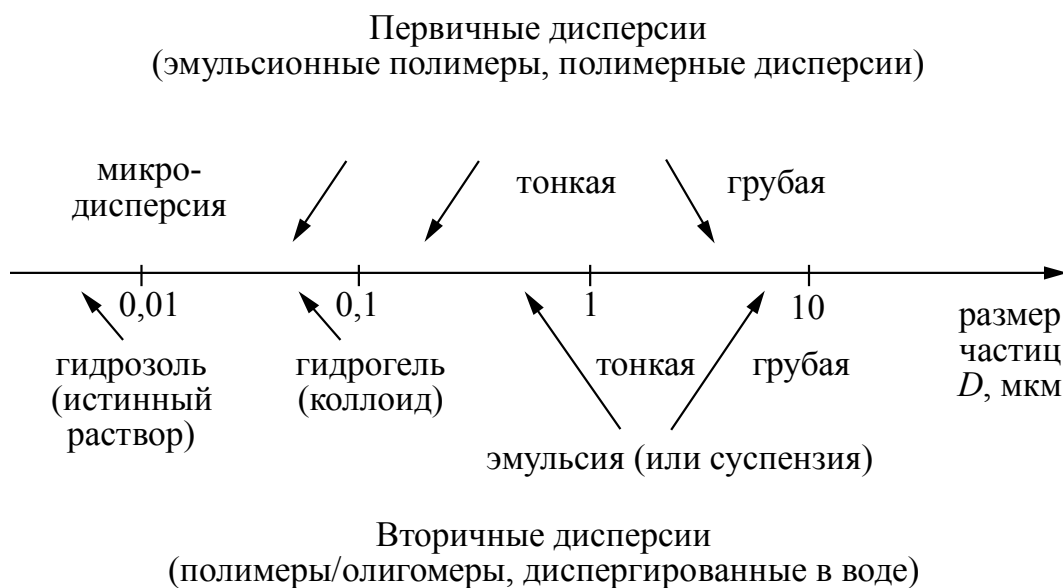 Первичные дисперсии
(эмульсионные полимеры, полимерные дисперсии)
микро-
дисперсия
тонкая
грубая
0,01
0,1
1
10
размер
частиц
D, мкм
гидрозоль
(истинный
раствор)
гидрогель
(коллоид)
тонкая
грубая
эмульсия (или суспензия)
Вторичные дисперсии
(полимеры/олигомеры, диспергированные в воде)